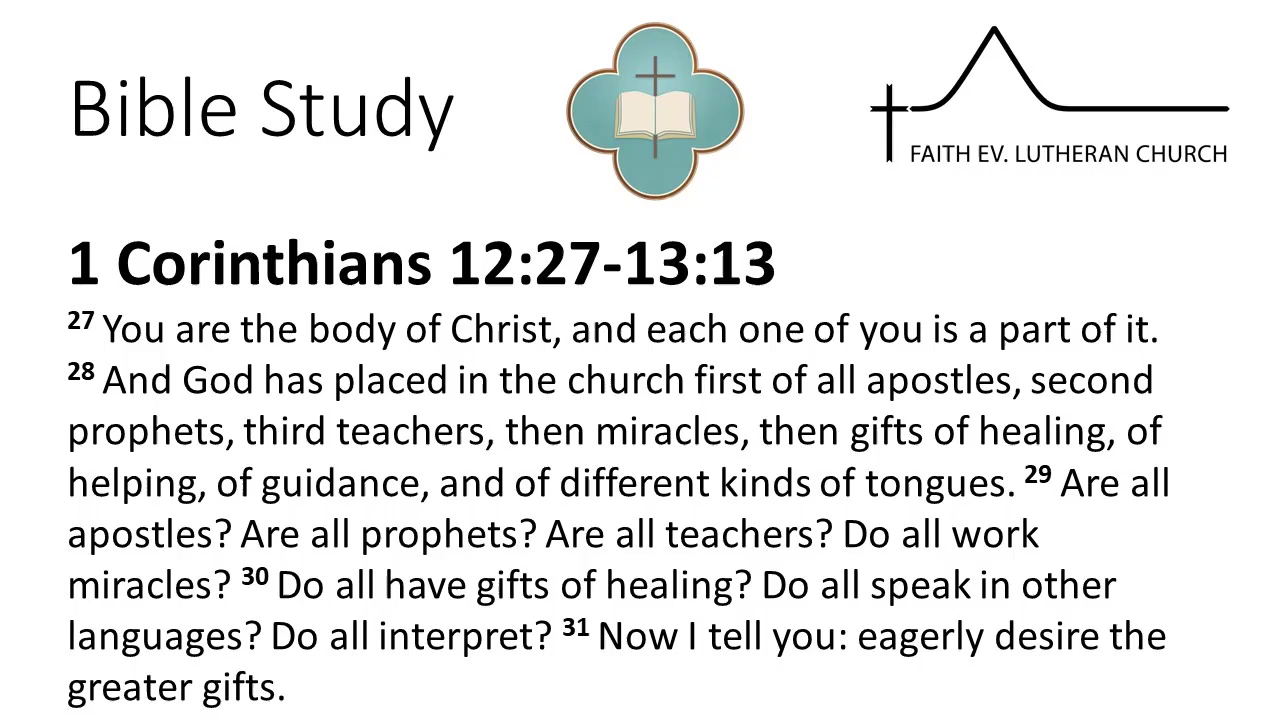 Bible Study
FAITH EV. LUTHERAN CHURCH
1 Corinthians 12:27-13:13
27 You are the body of Christ, and each one of you is a part of it.
28 And God has placed in the church first of all apostles, second
prophets, third teachers, then miracles, then gifts of healing, of
helping, of guidance, and of different kinds of tongues. 29 Are all
apostles? Are all prophets? Are all teachers? Do all work
miracles? 30 Do all have gifts of healing? Do all speak in other
languages? Do all interpret? 31 Now I tell you: eagerly desire the
greater gifts.